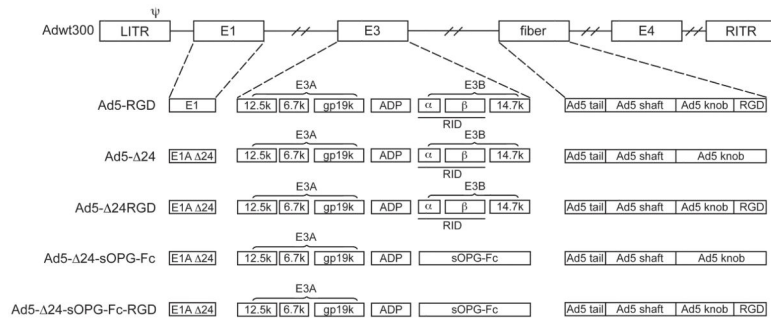 ψ
Adwt300 LITR E1 E3 fiber E4 RITR
E3A E3B
Ad5-RGD E1 12.5k 6.7k gp19k ADP α β 14.7k Ad5 tail Ad5 shaft Ad5 knob RGD
RID
E3A E3B
Ad5-Δ24 E1A Δ24 12.5k 6.7k gp19k ADP α β 14.7k Ad5 tail Ad5 shaft Ad5 knob
RID
E3A E3B
Ad5-Δ24RGD E1A Δ24 12.5k 6.7k gp19k ADP α β 14.7k Ad5 tail Ad5 shaft Ad5 knob RGD
RID
E3A
Ad5-Δ24-sOPG-Fc E1A Δ24 12.5k 6.7k gp19k ADP sOPG-Fc Ad5 tail Ad5 shaft Ad5 knob
E3A
Ad5-Δ24-sOPG-Fc-RGD E1A Δ24 12.5k 6.7k gp19k ADP sOPG-Fc Ad5 tail Ad5 shaft Ad5 knob RGD